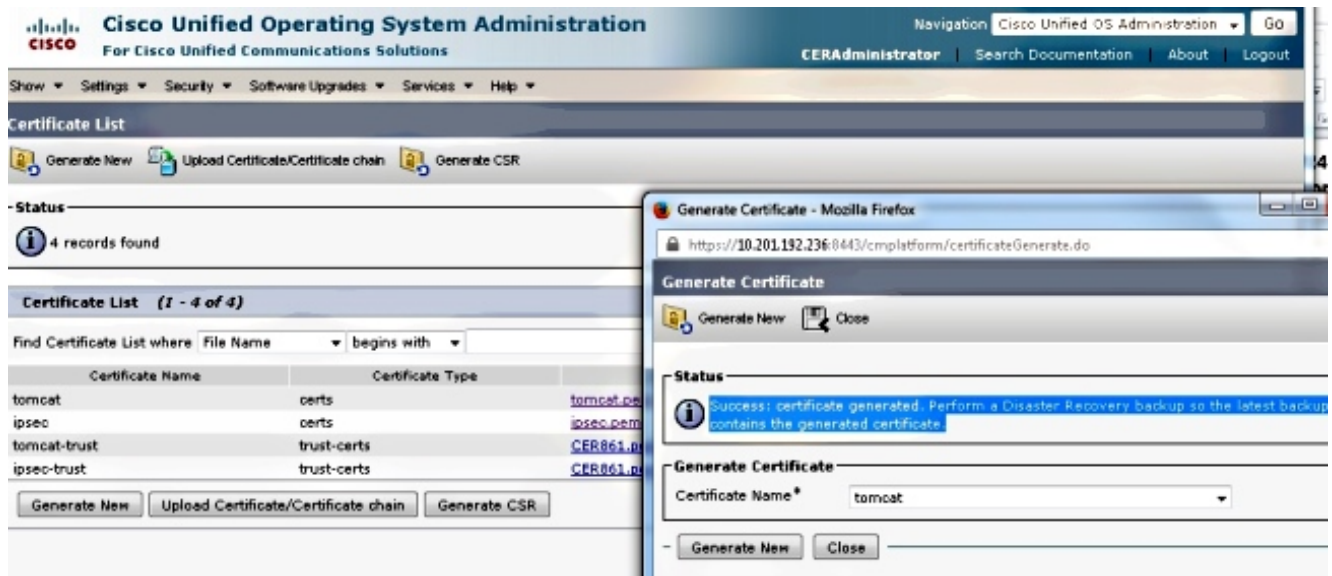 Cisco Unified Operating System Administration
CISCO
For Cisco Unified Communications Solutions
Navigation Cisco Unified OS Administration Go
CERAdministrator | Search Documentation | About | Logout
Show Settings Security Software Upgrades Services Help
Certificate List
Generate New Upload Certificate/Certificate chain Generate CSR
Status
4 records found
Certificate List (1 - 4 of 4)
Find Certificate List where File Name begins with
Certificate Name Certificate Type
tomcat certs tomcat.pe
ipsec certs ipsec.pem
tomcat-trust trust-certs CER861.p
ipsec-trust trust-certs CER861.p
Generate New Upload Certificate/Certificate chain Generate CSR
Generate Certificate - Mozilla Firefox
https://10.201.192.236:8443/cmplatform/certificateGenerate.do
Generate Certificate
Generate New Close
Status
Success: certificate generated. Perform a Disaster Recovery backup so the latest backup
contains the generated certificate.
Generate Certificate
Certificate Name* tomcat
Generate New Close